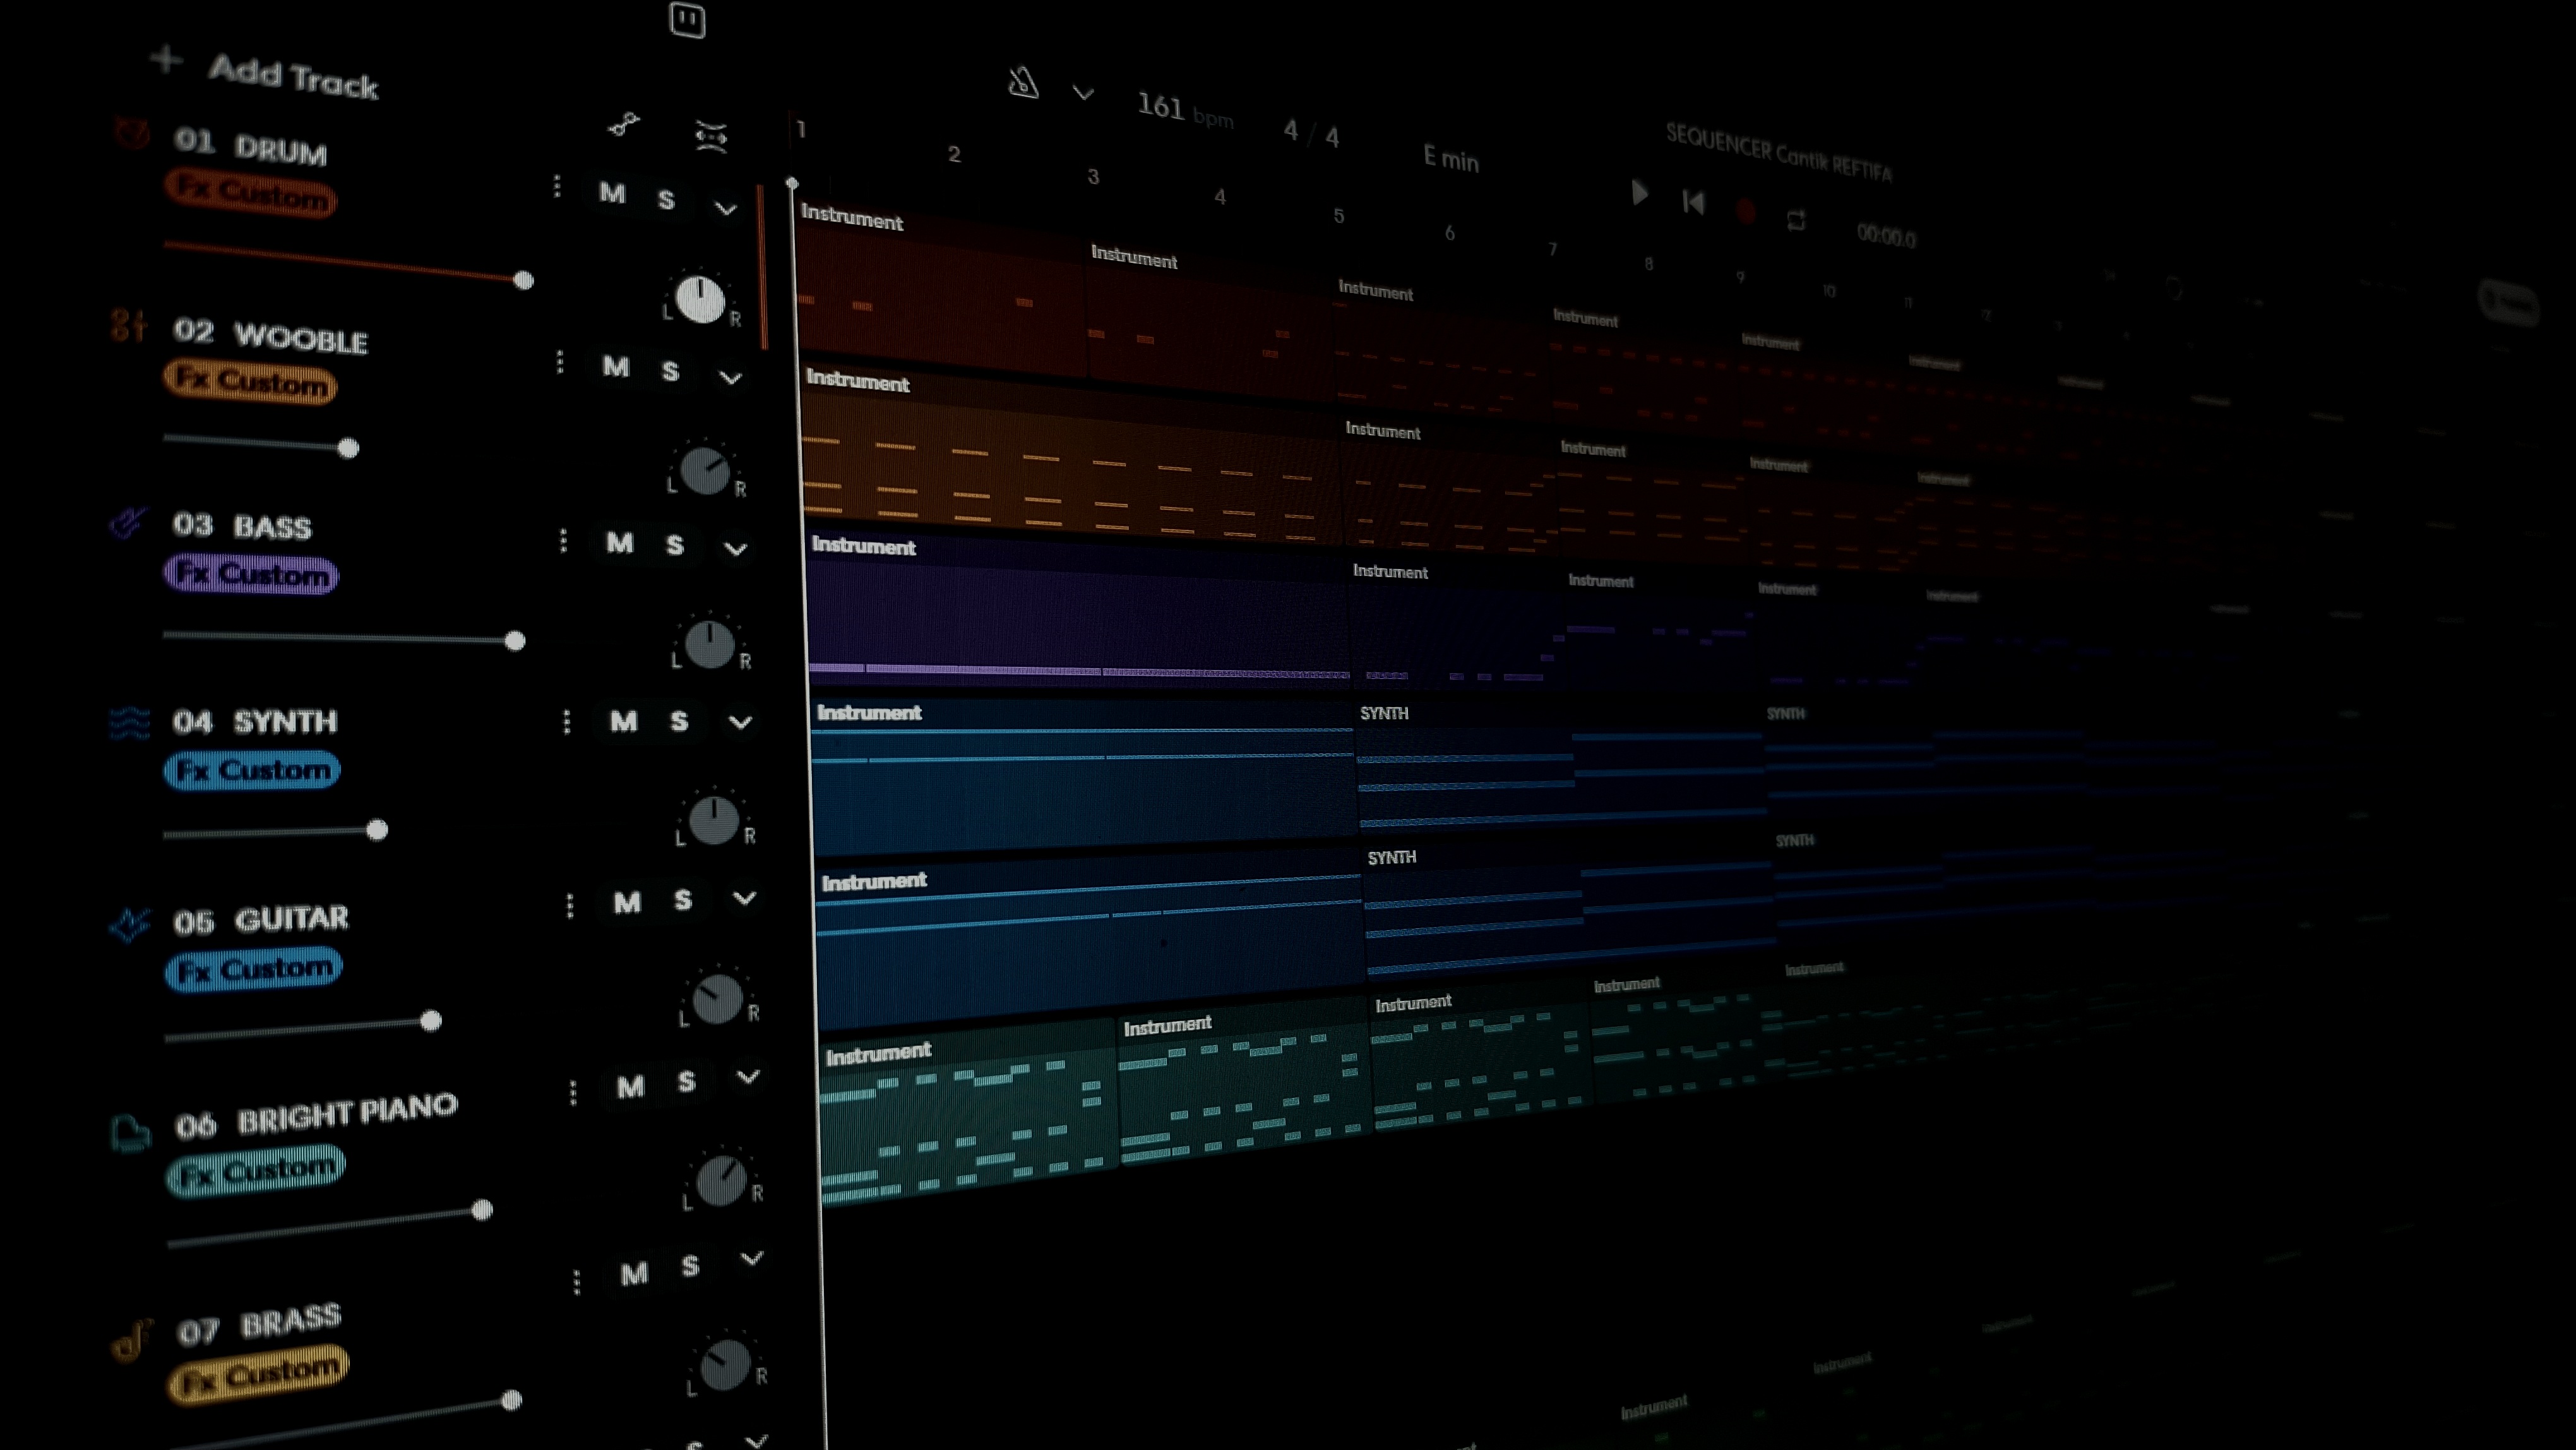 Add Track
161 bpm 4 / 4 E min
SEQUENCER Cantik REFTIFA
00:00.0
1 2 3 4 5 6 7 8 9 10 11
01 DRUM
Fx Custom
M S
L R
Instrument Instrument Instrument Instrument Instrument Instrument
02 WOOBLE
Fx Custom
M S
L R
Instrument Instrument Instrument Instrument Instrument
03 BASS
Fx Custom
M S
L R
Instrument Instrument Instrument Instrument Instrument
04 SYNTH
Fx Custom
M S
L R
Instrument SYNTH SYNTH
05 GUITAR
Fx Custom
M S
L R
Instrument SYNTH SYNTH
06 BRIGHT PIANO
Fx Custom
M S
L R
Instrument Instrument Instrument Instrument Instrument
07 BRASS
Fx Custom
M S
L R
Instrument Instrument
S